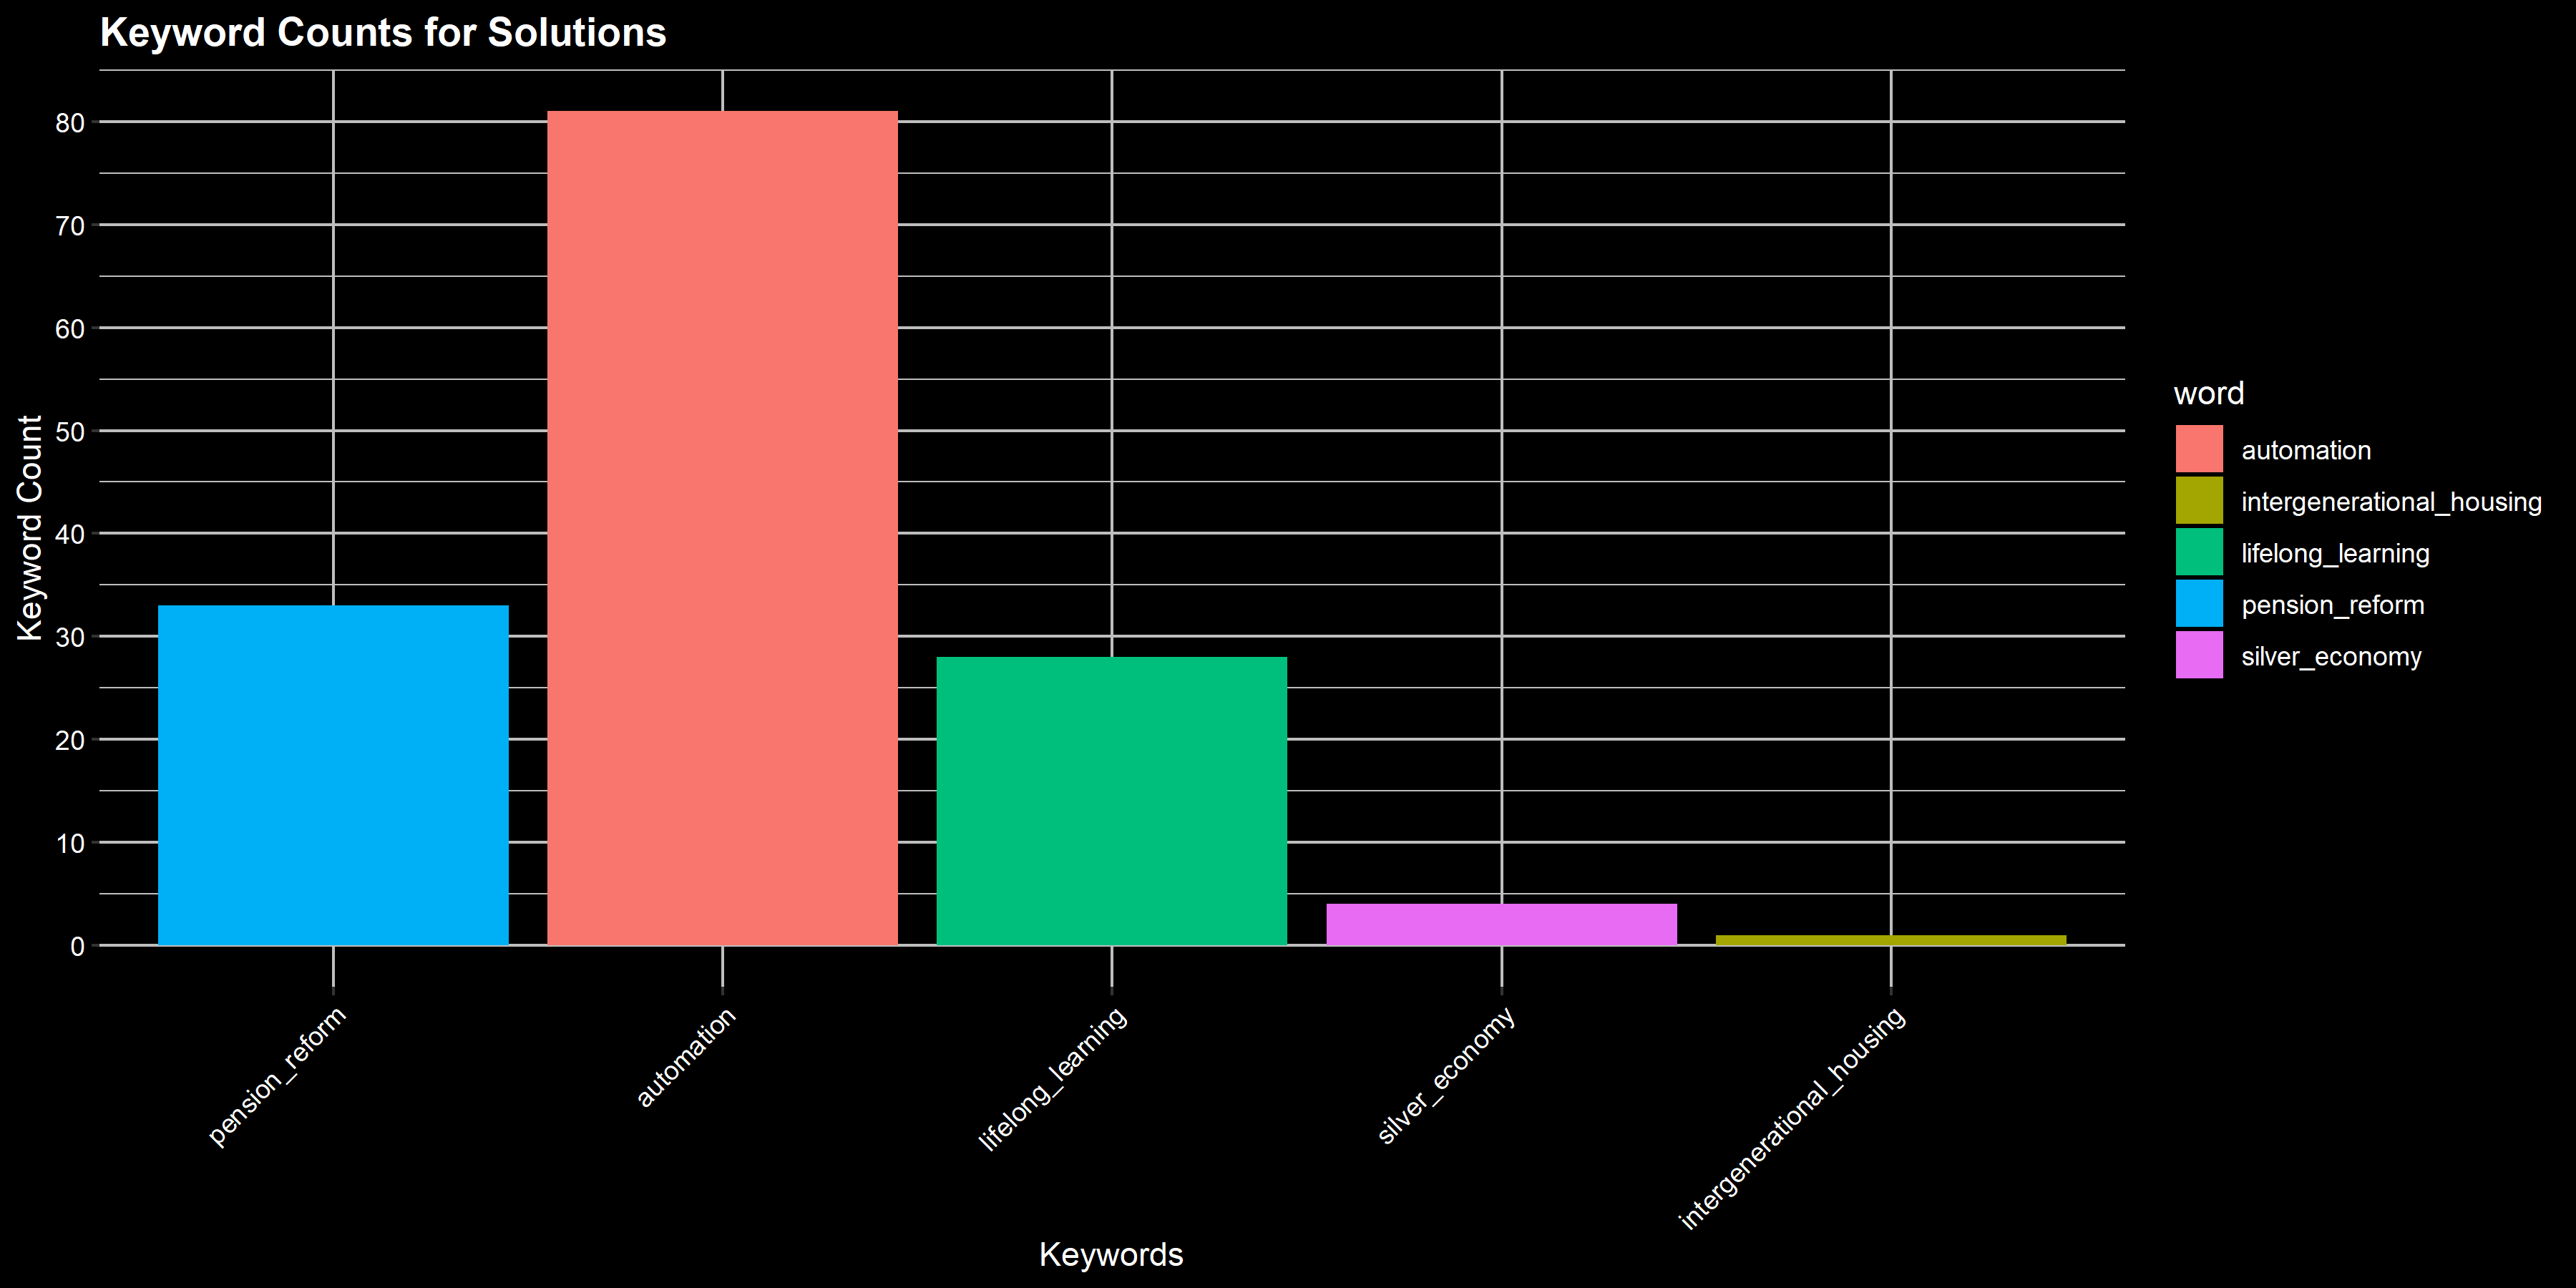 Keyword Counts for Solutions
Keyword Count
80
70
60
50
40
30
20
10
0
pension_reform
automation
lifelong_learning
silver_economy
intergenerational_housing
Keywords
word
automation
intergenerational_housing
lifelong_learning
pension_reform
silver_economy